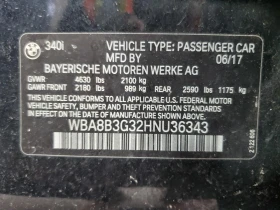 340i VEHICLE TYPE: PASSENGER CAR
MFD BY 06/17
BAYERISCHE MOTOREN WERKE AG
GVWR 4630 lbs 2100 kg
GAWR FRONT 2180 lbs 989 kg REAR 2590 lbs 1175 kg
THIS VEHICLE CONFORMS TO ALL APPLICABLE U.S. FEDERAL MOTOR
VEHICLE SAFETY, BUMPER, AND THEFT PREVENTION STANDARDS
IN EFFECT ON THE DATE OF MANUFACTURE SHOWN ABOVE.
WBA8B3G32HNU36343